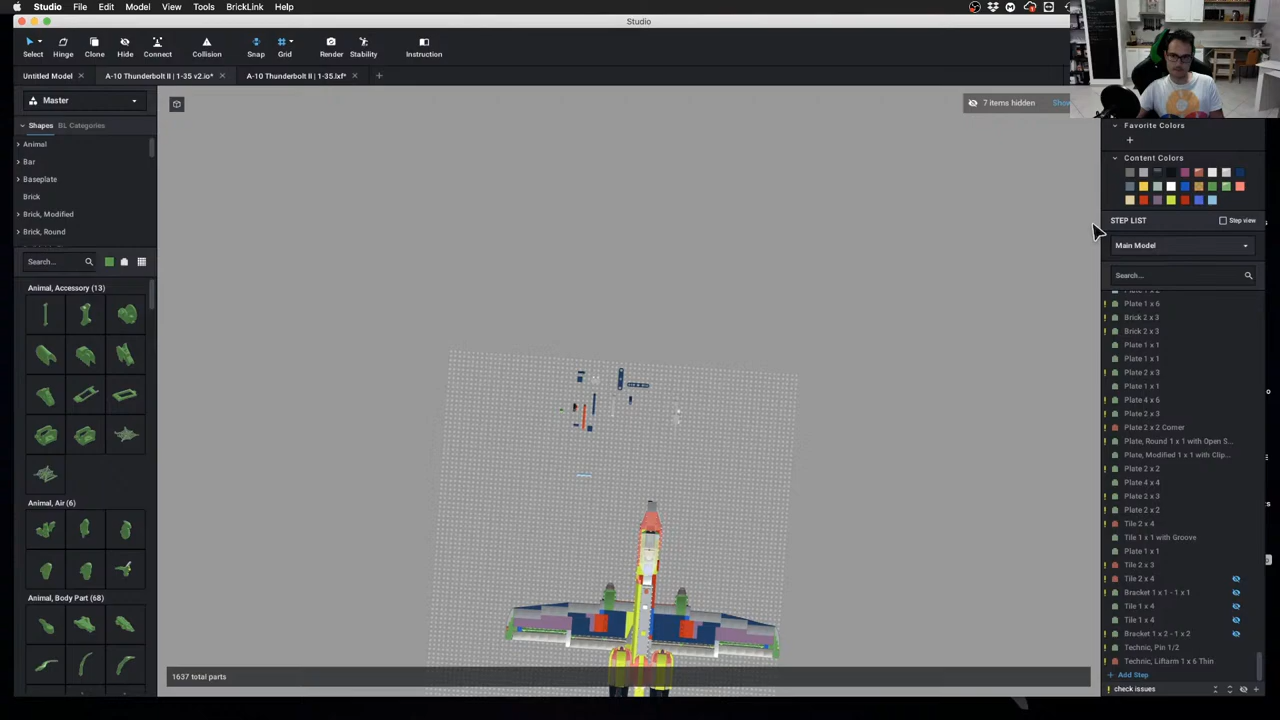 Studio File Edit Model View Tools BrickLink Help
Studio
Select Hinge Clone Hide Connect Collision Snap Grid Render Stability Instruction
Untitled Model A-10 Thunderbolt II | 1-35 v2.io* A-10 Thunderbolt II | 1-35.lxf*
Master
7 items hidden
Shapes BL Categories
Favorite Colors
Animal
Bar
Content Colors
Baseplate
Brick
Brick, Modified
Brick, Round
STEP LIST Step view
Main Model
Search...
Search...
Animal, Accessory (13)
Plate 1 x 6
Brick 2 x 3
Brick 2 x 3
Plate 1 x 1
Plate 1 x 1
Plate 2 x 3
Plate 1 x 1
Plate 4 x 6
Plate 2 x 3
Plate 2 x 2 Corner
Plate, Round 1 x 1 with Open S...
Plate, Modified 1 x 1 with Clip...
Plate 2 x 2
Plate 4 x 4
Plate 2 x 3
Animal, Air (6)
Plate 2 x 2
Tile 2 x 4
Tile 1 x 1 with Groove
Plate 1 x 1
Tile 2 x 3
Tile 2 x 4
Bracket 1 x 1 - 1 x 1
Animal, Body Part (68)
Tile 1 x 4
Tile 1 x 4
Bracket 1 x 2 - 1 x 2
Technic, Pin 1/2
Technic, Liftarm 1 x 6 Thin
1637 total parts
Add Step
check issues